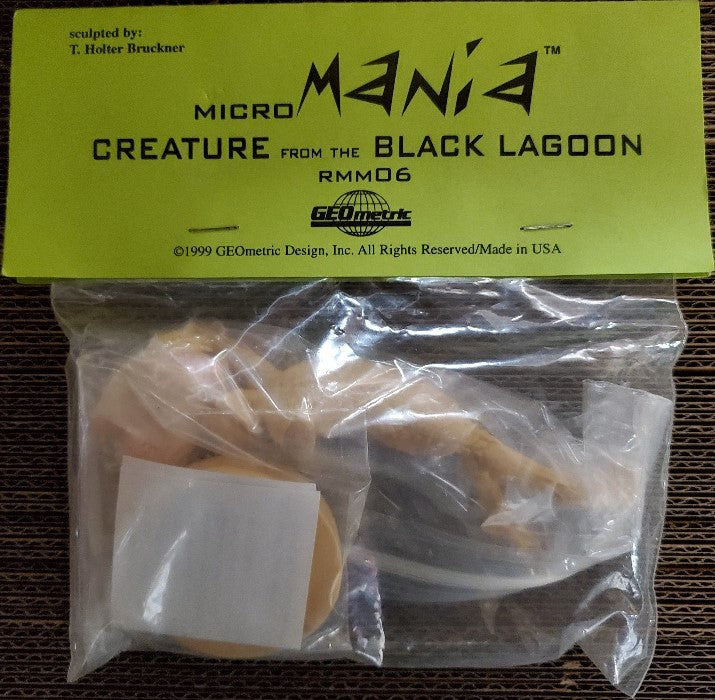 sculpted by:
T. Holter Bruckner
MICRO MANiA™
CREATURE FROM THE BLACK LAGOON
RMM06
GEOmetric
©1999 GEOmetric Design, Inc. All Rights Reserved/Made in USA